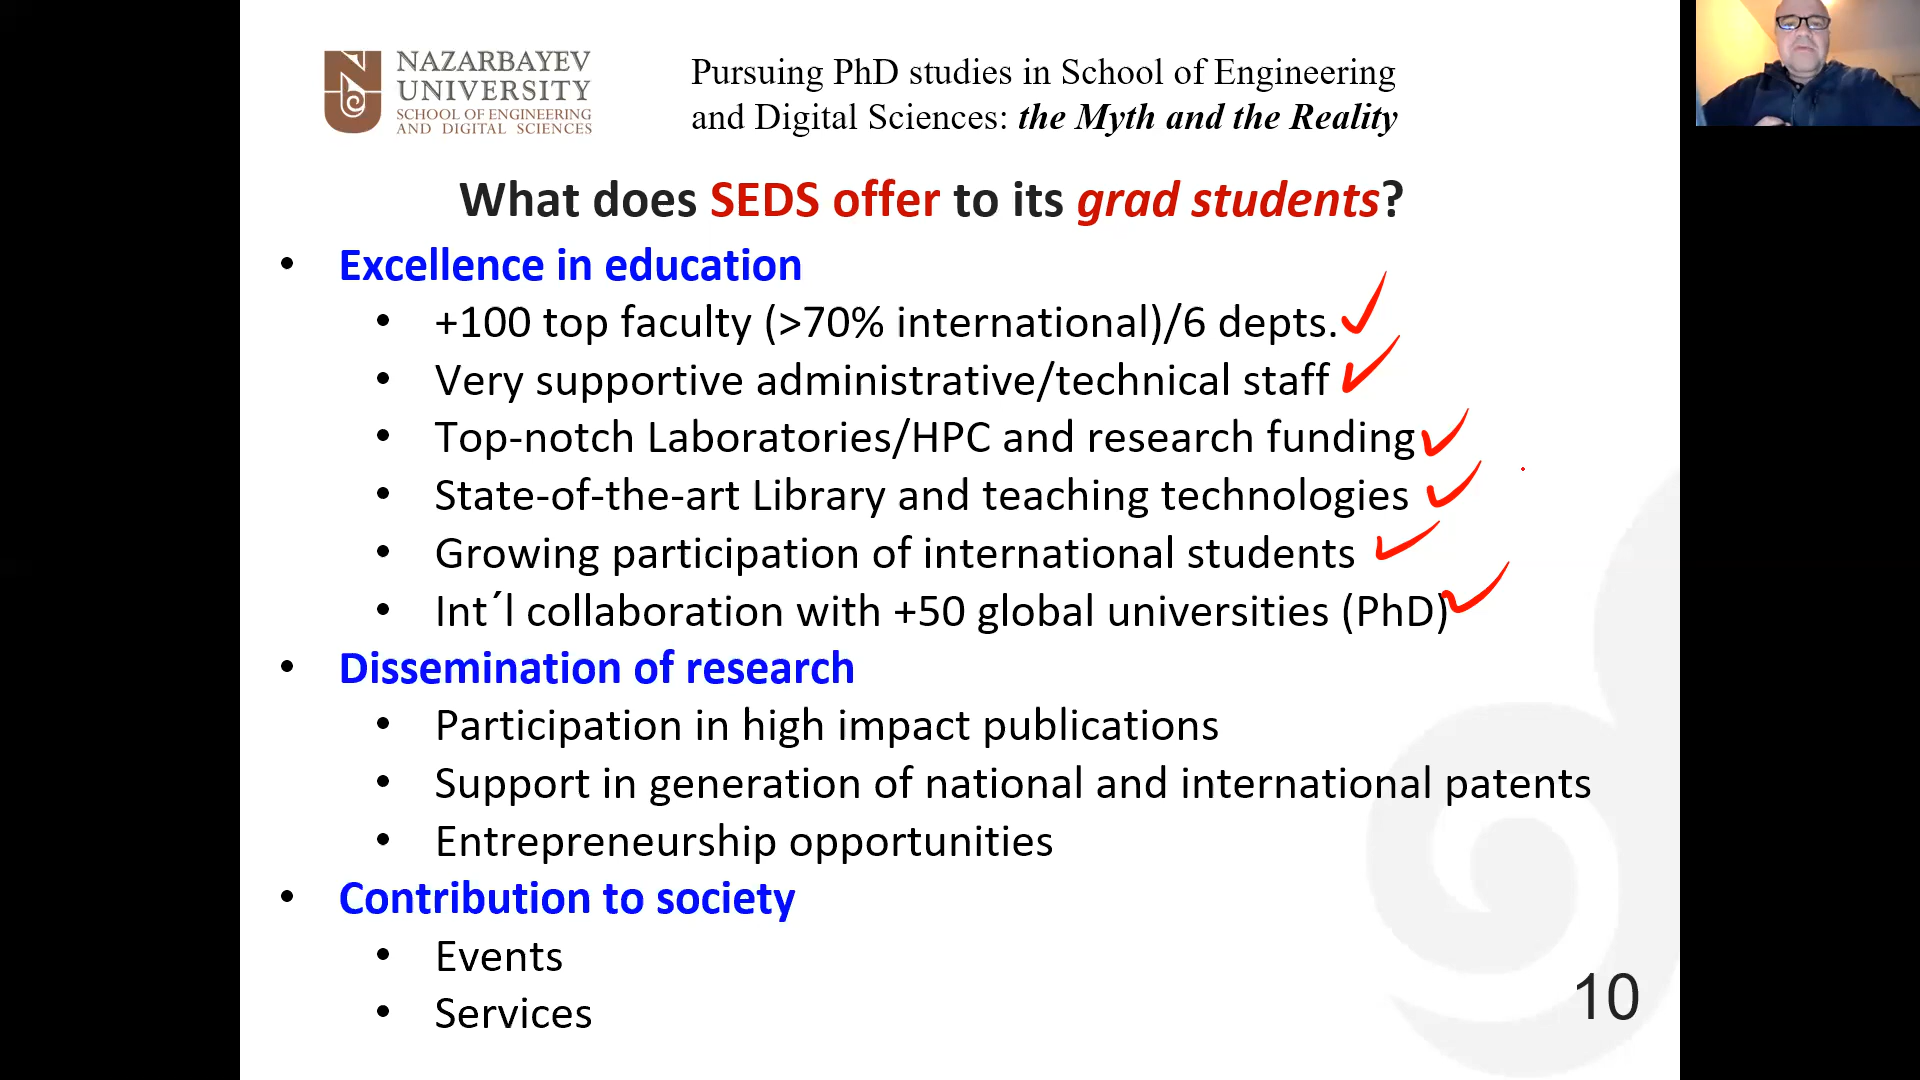 NAZARBAYEV
UNIVERSITY
SCHOOL OF ENGINEERING
AND DIGITAL SCIENCES
Pursuing PhD studies in School of Engineering
and Digital Sciences: the Myth and the Reality
What does SEDS offer to its grad students?
• Excellence in education
• +100 top faculty (>70% international)/6 depts.
• Very supportive administrative/technical staff
• Top-notch Laboratories/HPC and research funding
• State-of-the-art Library and teaching technologies
• Growing participation of international students
• Int´l collaboration with +50 global universities (PhD)
• Dissemination of research
• Participation in high impact publications
• Support in generation of national and international patents
• Entrepreneurship opportunities
• Contribution to society
• Events
• Services
10